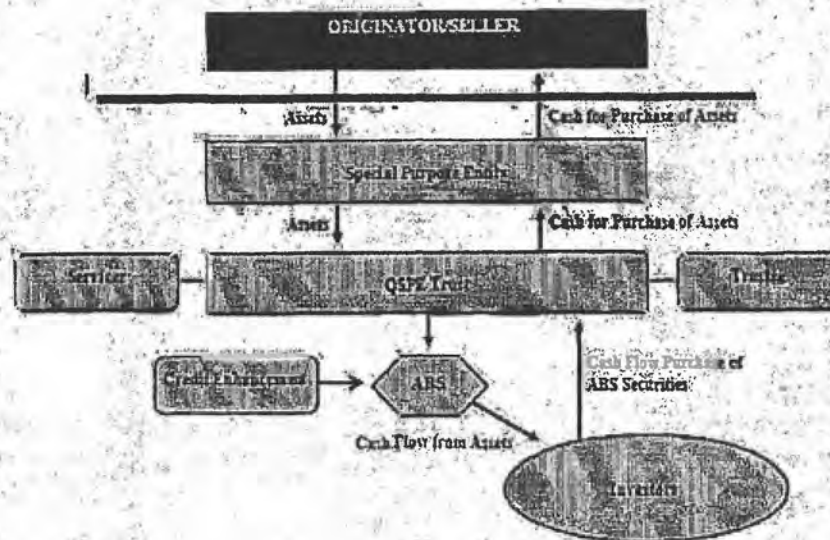 ORIGINATOR/SELLER
Assets
Cash for Purchase of Assets
Special Purpose Entity
Assets
Cash for Purchase of Assets
Servicer
QSPE Trust
Trustee
Cash Flow Purchase of
ABS Securities
Credit Enhancement
ABS
Cash Flow from Assets
Investors